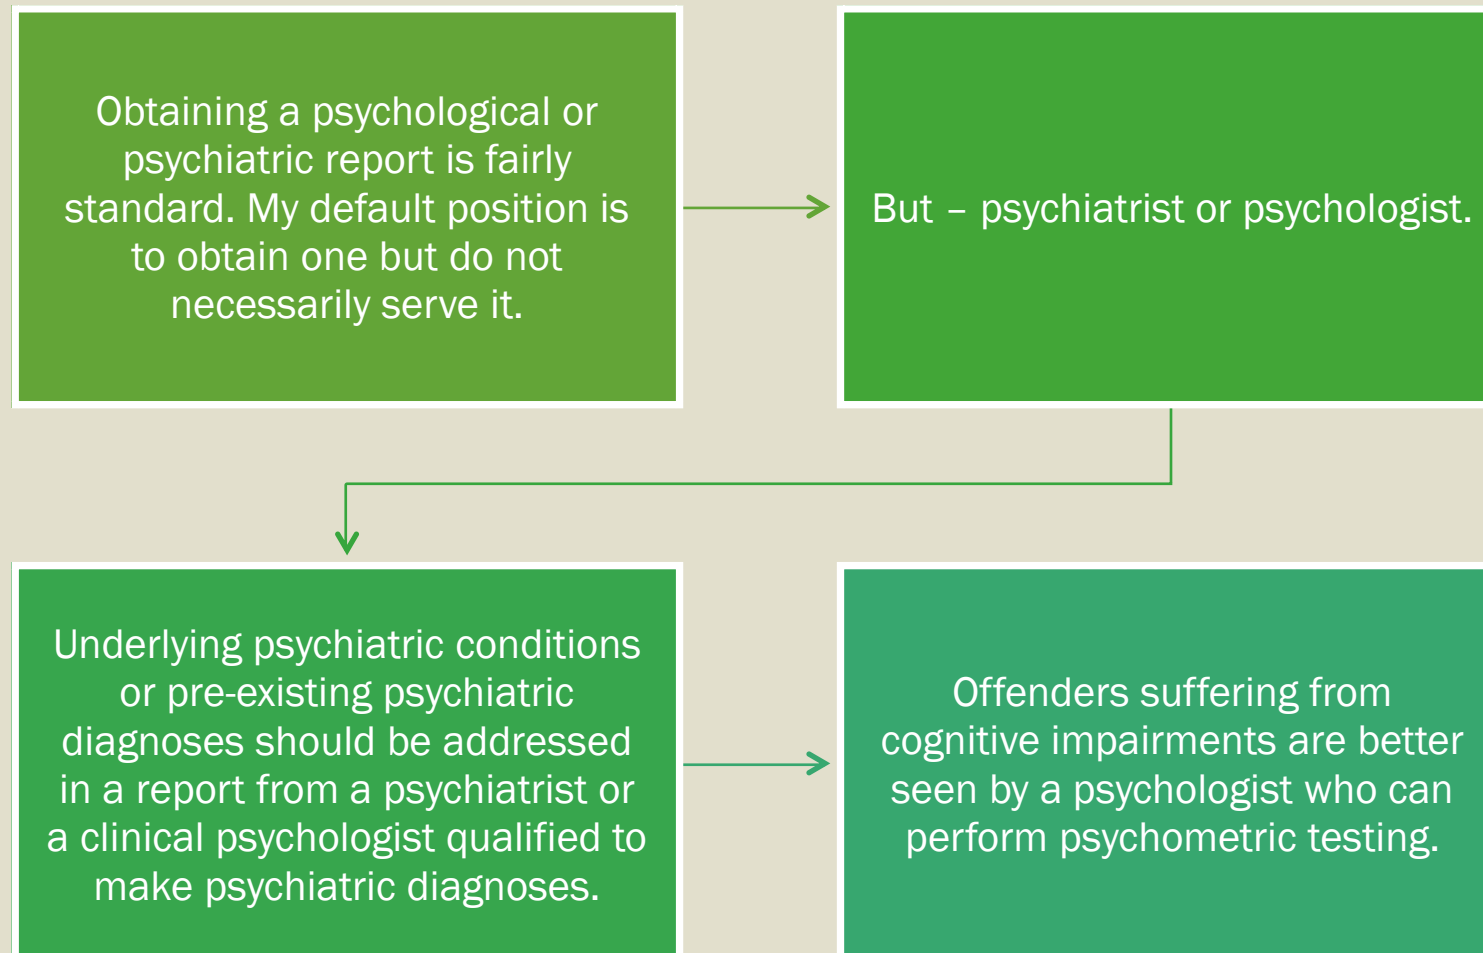 Obtaining a psychological or
psychiatric report is fairly
standard. My default position is
to obtain one but do not
necessarily serve it.
But – psychiatrist or psychologist.
Underlying psychiatric conditions
or pre-existing psychiatric
diagnoses should be addressed
in a report from a psychiatrist or
a clinical psychologist qualified to
make psychiatric diagnoses.
Offenders suffering from
cognitive impairments are better
seen by a psychologist who can
perform psychometric testing.